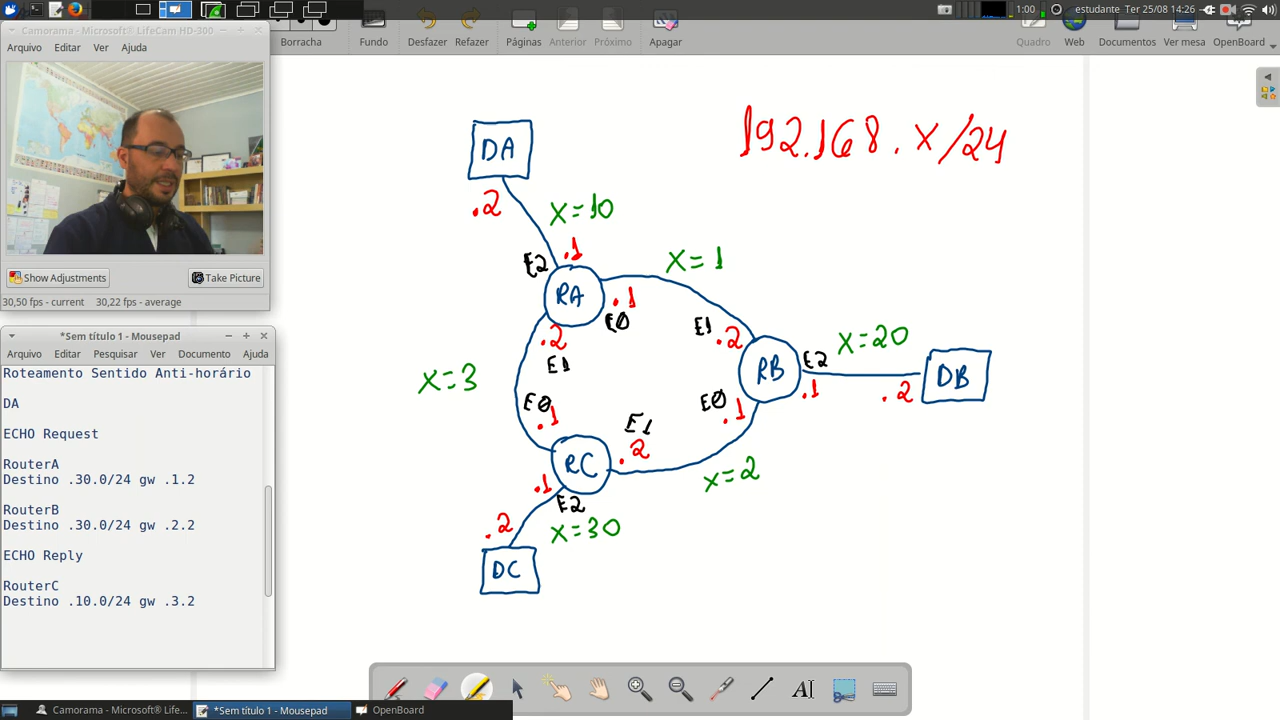 1:00
estudante Ter 25/08 14:26
Camorama - Microsoft® LifeCam HD-300
Arquivo Editar Ver Ajuda
Borracha Fundo Desfazer Refazer Páginas Anterior Próximo Apagar Quadro Web Documentos Ver mesa OpenBoard
Show Adjustments Take Picture
30,50 fps - current 30,22 fps - average
*Sem título 1 - Mousepad
Arquivo Editar Pesquisar Ver Documento Ajuda
Roteamento Sentido Anti-horário
DA
ECHO Request
RouterA
Destino .30.0/24 gw .1.2
RouterB
Destino .30.0/24 gw .2.2
ECHO Reply
RouterC
Destino .10.0/24 gw .3.2
192.168.x/24
DA
.2
x=10
E2
.1
RA
.1
EØ
x=1
.2
E1
E1
.2
RB
E2
.1
x=20
.2
DB
x=3
EØ
.1
EØ
.1
E1
.2
RC
x=2
.1
E2
.2
x=30
DC
Camorama - Microsoft® Life...
*Sem título 1 - Mousepad
OpenBoard